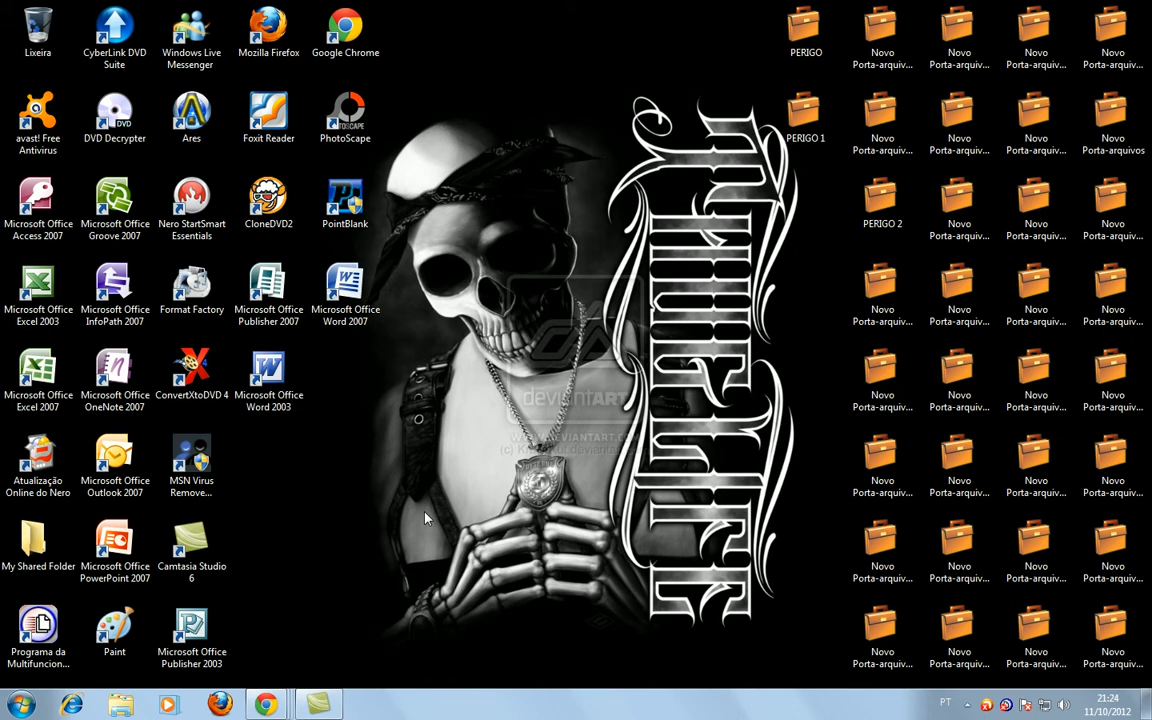 Lixeira
CyberLink DVD
Suite
Windows Live
Messenger
Mozilla Firefox
Google Chrome
avast! Free
Antivirus
DVD
DVD Decrypter
Ares
Foxit Reader
PhotoScape
Microsoft Office
Access 2007
Microsoft Office
Groove 2007
Nero StartSmart
Essentials
CloneDVD2
PointBlank
Microsoft Office
Excel 2003
Microsoft Office
InfoPath 2007
Format Factory
Microsoft Office
Publisher 2007
Microsoft Office
Word 2007
Microsoft Office
Excel 2007
Microsoft Office
OneNote 2007
ConvertXtoDVD 4
Microsoft Office
Word 2003
Atualização
Online do Nero
Microsoft Office
Outlook 2007
MSN Virus
Remove...
My Shared Folder
Microsoft Office
PowerPoint 2007
Camtasia Studio
6
Programa da
Multifuncion...
Paint
Microsoft Office
Publisher 2003
deviantART
WWW.DEVIANTART.COM
PERIGO
Novo
Porta-arquiv...
Novo
Porta-arquiv...
Novo
Porta-arquiv...
Novo
Porta-arquiv...
PERIGO 1
Novo
Porta-arquiv...
Novo
Porta-arquiv...
Novo
Porta-arquiv...
Novo
Porta-arquivos
PERIGO 2
Novo
Porta-arquiv...
Novo
Porta-arquiv...
Novo
Porta-arquiv...
Novo
Porta-arquiv...
Novo
Porta-arquiv...
Novo
Porta-arquiv...
Novo
Porta-arquiv...
Novo
Porta-arquiv...
Novo
Porta-arquiv...
Novo
Porta-arquiv...
Novo
Porta-arquiv...
Novo
Porta-arquiv...
Novo
Porta-arquiv...
Novo
Porta-arquiv...
Novo
Porta-arquiv...
Novo
Porta-arquiv...
Novo
Porta-arquiv...
Novo
Porta-arquiv...
Novo
Porta-arquiv...
Novo
Porta-arquiv...
Novo
Porta-arquiv...
Novo
Porta-arquiv...
Novo
Porta-arquiv...
PT
21:24
11/10/2012